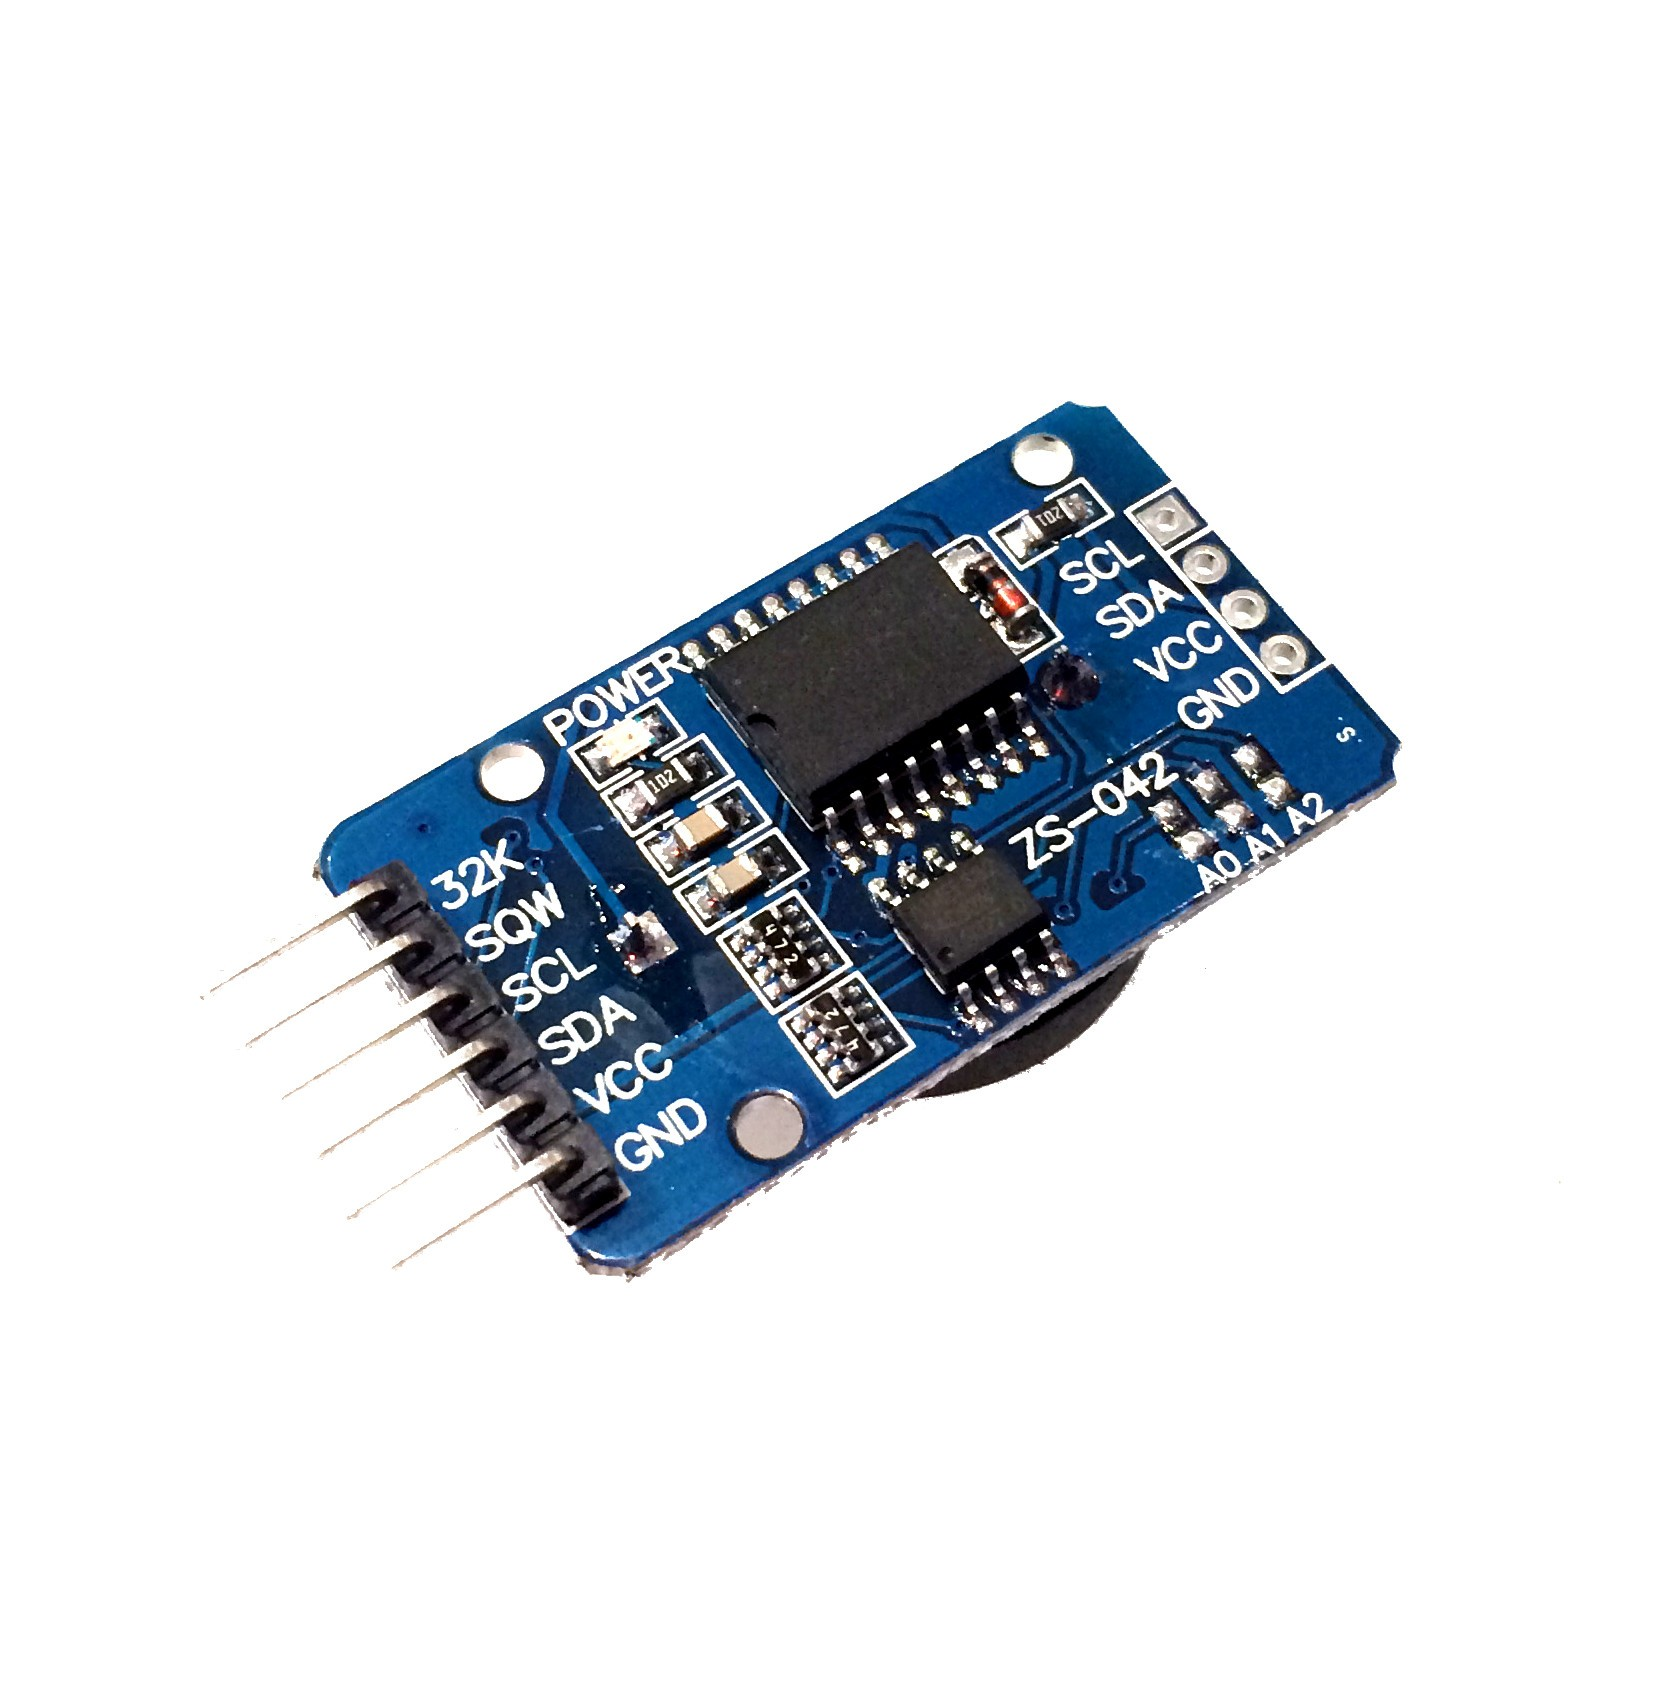 POWER
102
472
472
32K
SQW
SCL
SDA
VCC
GND
201
SCL
SDA
VCC
GND
ZS-042
A0 A1 A2
S